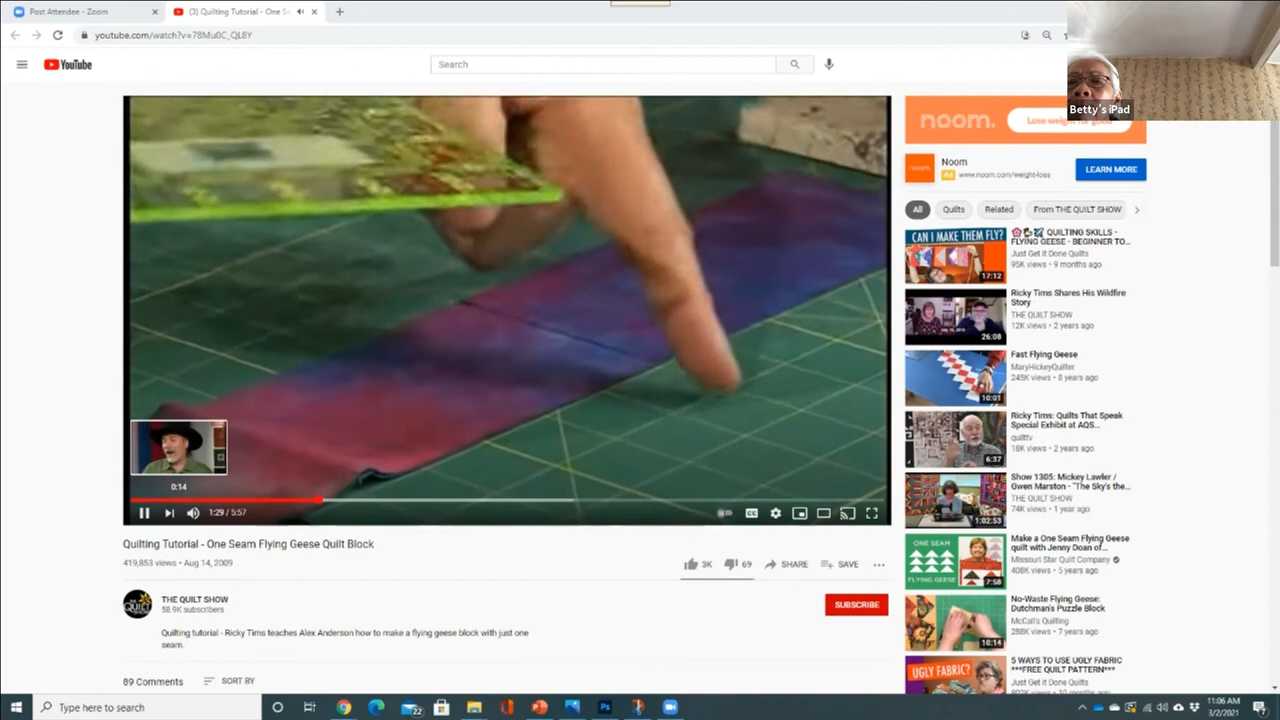 Post Attendee - Zoom
(3) Quilting Tutorial - One S
youtube.com/watch?v=78Mu0C_QL8Y
YouTube
Search
Betty's iPad
noom.
Lose weight for good
noom
Noom
Ad www.noom.com/weight-loss
LEARN MORE
All
Quilts
Related
From THE QUILT SHOW
CAN I MAKE THEM FLY?
17:12
QUILTING SKILLS -
FLYING GEESE - BEGINNER TO...
Just Get it Done Quilts
95K views • 9 months ago
26:08
Ricky Tims Shares His Wildfire
Story
THE QUILT SHOW
12K views • 2 years ago
10:01
Fast Flying Geese
MaryHickeyQuilter
245K views • 8 years ago
6:37
Ricky Tims: Quilts That Speak
Special Exhibit at AQS...
quilttv
18K views • 2 years ago
1:02:53
Show 1305: Mickey Lawler /
Gwen Marston - "The Sky's the...
THE QUILT SHOW
74K views • 1 year ago
ONE SEAM
FLYING GEESE
7:58
Make a One Seam Flying Geese
quilt with Jenny Doan of...
Missouri Star Quilt Company
408K views • 5 years ago
10:14
No-Waste Flying Geese:
Dutchman's Puzzle Block
McCall's Quilting
288K views • 7 years ago
UGLY FABRIC?
5 WAYS TO USE UGLY FABRIC
***FREE QUILT PATTERN***
Just Get it Done Quilts
0:14
1:29 / 5:57
CC
Quilting Tutorial - One Seam Flying Geese Quilt Block
419,853 views • Aug 14, 2009
3K
69
SHARE
SAVE
THE QUILT SHOW
58.9K subscribers
SUBSCRIBE
Quilting tutorial - Ricky Tims teaches Alex Anderson how to make a flying geese block with just one
seam.
89 Comments
SORT BY
Type here to search
22
11:06 AM
3/2/2021
7